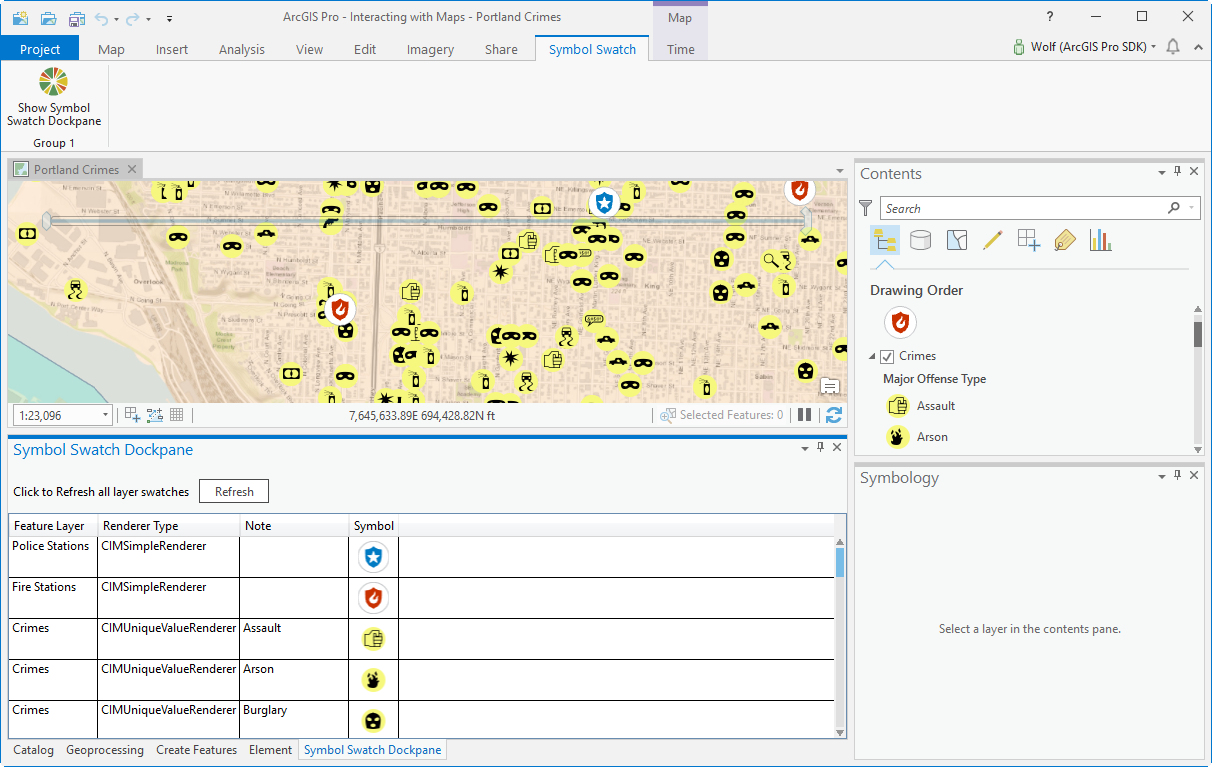 ArcGIS Pro - Interacting with Maps - Portland Crimes
Map
?
Project Map Insert Analysis View Edit Imagery Share Symbol Swatch Time
Wolf (ArcGIS Pro SDK)
Show Symbol
Swatch Dockpane
Group 1
Portland Crimes
Overlook
King
1:23,096
7,645,633.89E 694,428.82N ft
Selected Features: 0
Contents
Search
Drawing Order
Crimes
Major Offense Type
Assault
Arson
Symbol Swatch Dockpane
Click to Refresh all layer swatches Refresh
Feature Layer Renderer Type Note Symbol
Police Stations CIMSimpleRenderer
Fire Stations CIMSimpleRenderer
Crimes CIMUniqueValueRenderer Assault
Crimes CIMUniqueValueRenderer Arson
Crimes CIMUniqueValueRenderer Burglary
Catalog Geoprocessing Create Features Element Symbol Swatch Dockpane
Symbology
Select a layer in the contents pane.